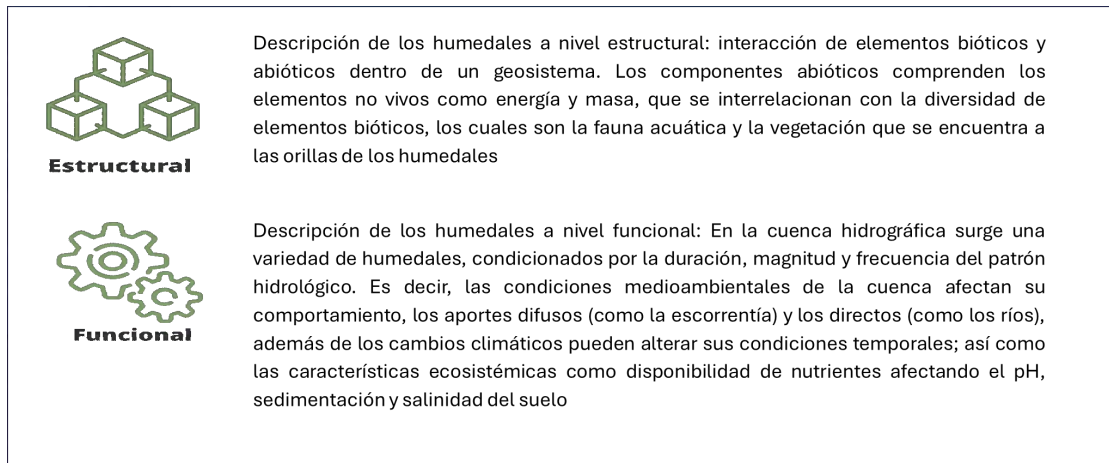 Descripción de los humedales a nivel estructural: interacción de elementos bióticos y
abióticos dentro de un geosistema. Los componentes abióticos comprenden los
elementos no vivos como energía y masa, que se interrelacionan con la diversidad de
elementos bióticos, los cuales son la fauna acuática y la vegetación que se encuentra a
las orillas de los humedales
Estructural
Descripción de los humedales a nivel funcional: En la cuenca hidrográfica surge una
variedad de humedales, condicionados por la duración, magnitud y frecuencia del patrón
hidrológico. Es decir, las condiciones medioambientales de la cuenca afectan su
comportamiento, los aportes difusos (como la escorrentía) y los directos (como los ríos),
además de los cambios climáticos pueden alterar sus condiciones temporales; así como
las características ecosistémicas como disponibilidad de nutrientes afectando el pH,
sedimentación y salinidad del suelo
Funcional